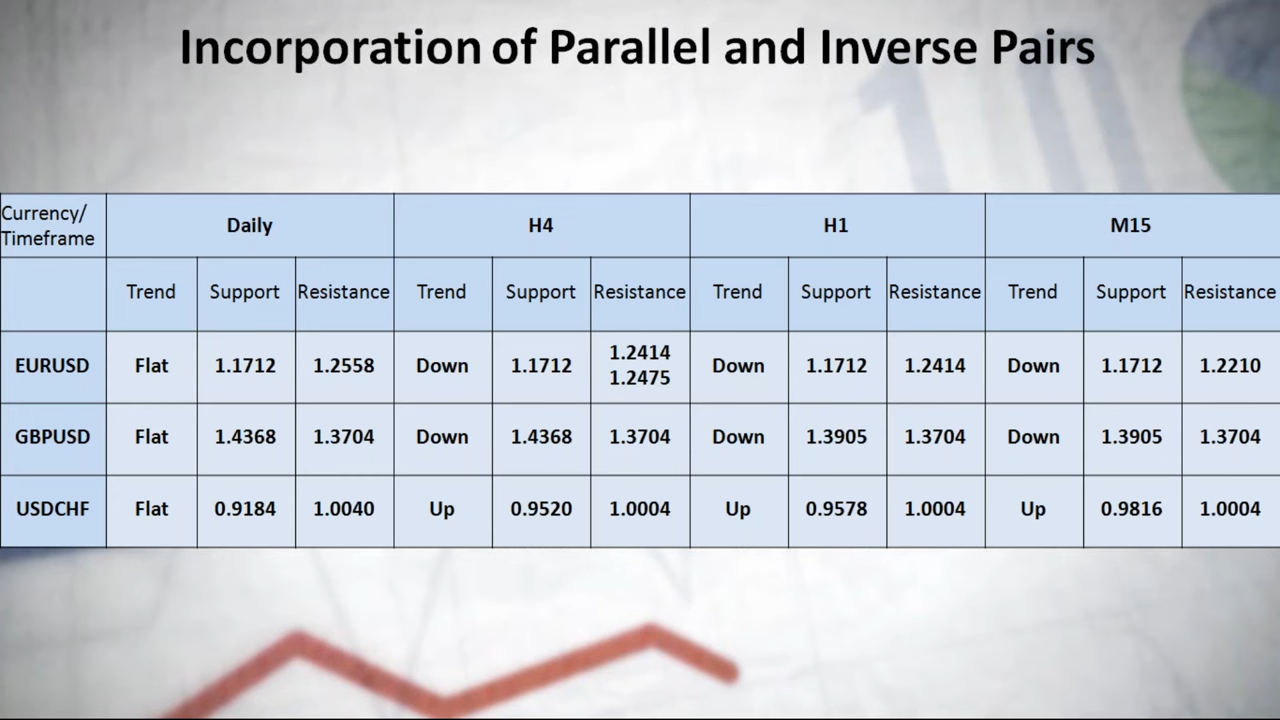 Incorporation of Parallel and Inverse Pairs
Currency/
Timeframe
Daily H4 H1 M15
Trend Support Resistance Trend Support Resistance Trend Support Resistance Trend Support Resistance
EURUSD Flat 1.1712 1.2558 Down 1.1712 1.2414 1.2475 Down 1.1712 1.2414 Down 1.1712 1.2210
GBPUSD Flat 1.4368 1.3704 Down 1.4368 1.3704 Down 1.3905 1.3704 Down 1.3905 1.3704
USDCHF Flat 0.9184 1.0040 Up 0.9520 1.0004 Up 0.9578 1.0004 Up 0.9816 1.0004